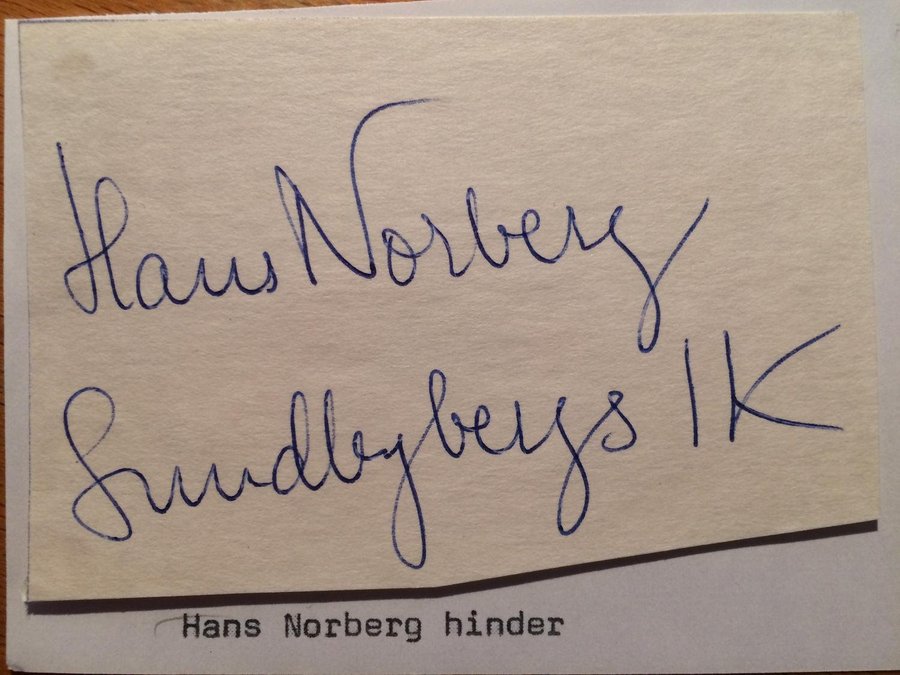 Hans Norberg
Sundbybergs IK
Hans Norberg hinder